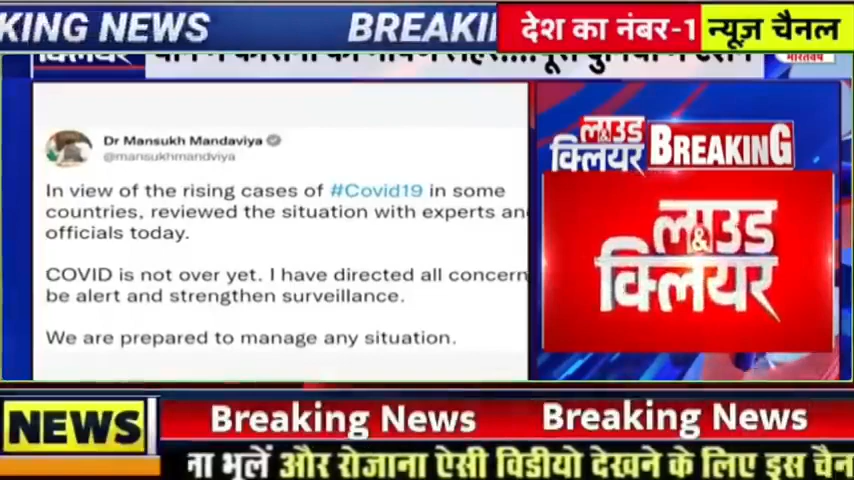 KING NEWS
BREAKI
देश का नंबर-1 न्यूज़ चैनल
क्लियर
भारतवर्ष
Dr Mansukh Mandaviya
@mansukhmandviya
In view of the rising cases of #Covid19 in some
countries, reviewed the situation with experts and
officials today.
COVID is not over yet. I have directed all concern
be alert and strengthen surveillance.
We are prepared to manage any situation.
लाउड & क्लियर BREAKING
लाउड
&
क्लियर
NEWS
Breaking News Breaking News
ना भूलें और रोजाना ऐसी विडीयो देखने के लिए इस चैन